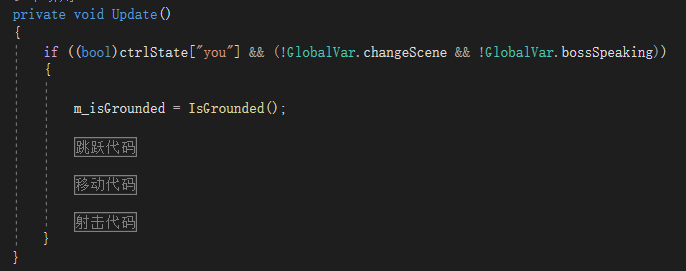 private void Update()
{
if ((bool)ctrlState["you"] && (!GlobalVar.changeScene && !GlobalVar.bossSpeaking))
{
m_isGrounded = IsGrounded();
跳跃代码
移动代码
射击代码
}
}